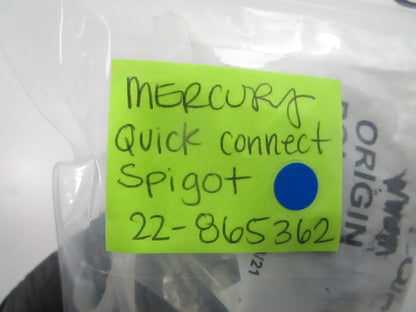 MERCURY
Quick connect
Spigot
22-865362
ORIGIN